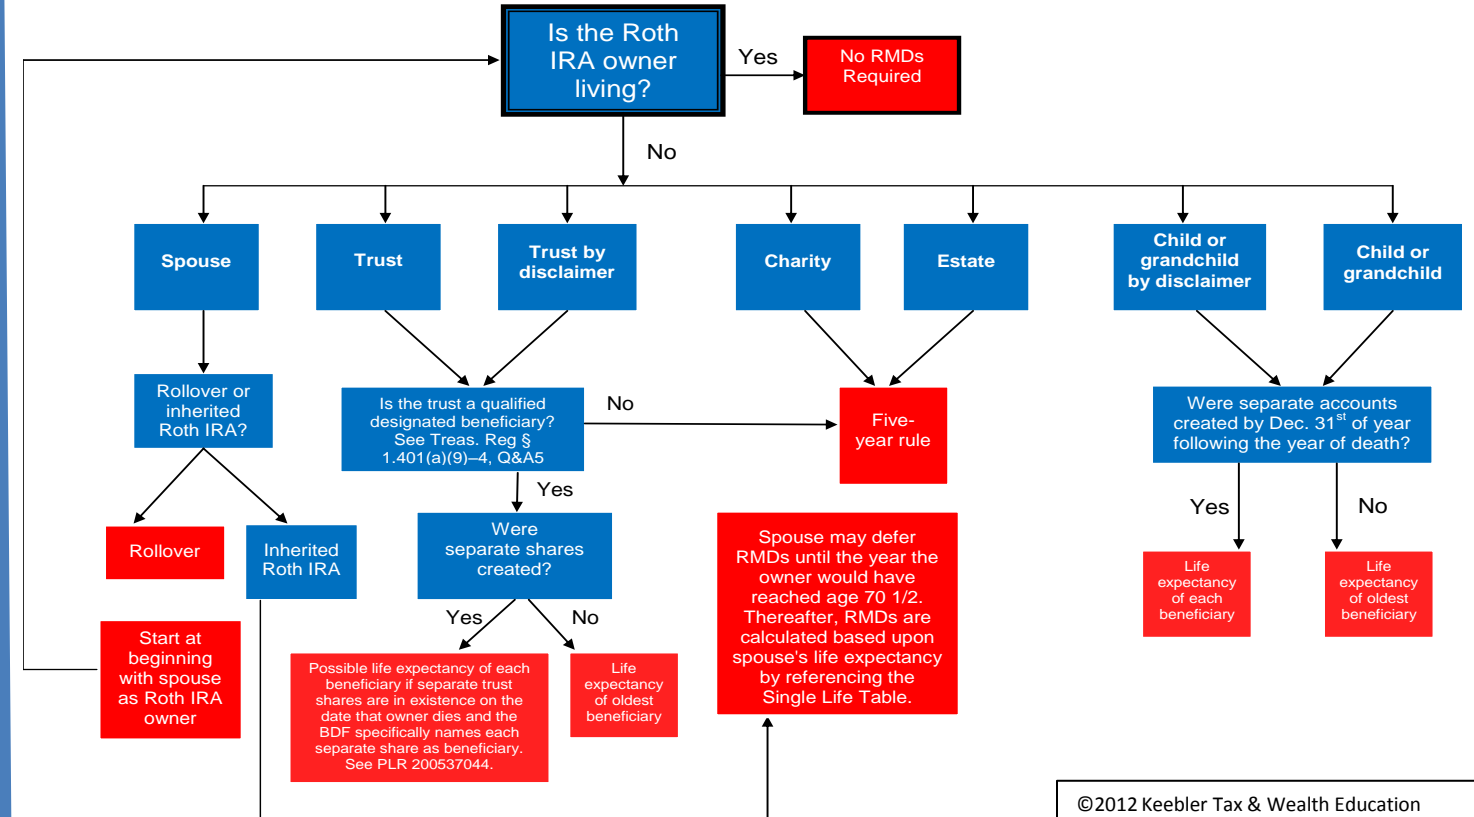 Is the Roth
IRA owner
living?
Yes
No RMDs
Required
No
Spouse
Trust
Trust by
disclaimer
Charity
Estate
Child or
grandchild
by disclaimer
Child or
grandchild
Rollover or
inherited
Roth IRA?
Is the trust a qualified
designated beneficiary?
See Treas. Reg §
1.401(a)(9)–4, Q&A5
No
Five-
year rule
Were separate accounts
created by Dec. 31st of year
following the year of death?
Yes
Yes
No
Rollover
Inherited
Roth IRA
Were
separate shares
created?
Spouse may defer
RMDs until the year the
owner would have
reached age 70 1/2.
Thereafter, RMDs are
calculated based upon
spouse's life expectancy
by referencing the
Single Life Table.
Life
expectancy
of each
beneficiary
Life
expectancy
of oldest
beneficiary
Yes
No
Start at
beginning
with spouse
as Roth IRA
owner
Possible life expectancy of each
beneficiary if separate trust
shares are in existence on the
date that owner dies and the
BDF specifically names each
separate share as beneficiary.
See PLR 200537044.
Life
expectancy
of oldest
beneficiary
©2012 Keebler Tax & Wealth Education